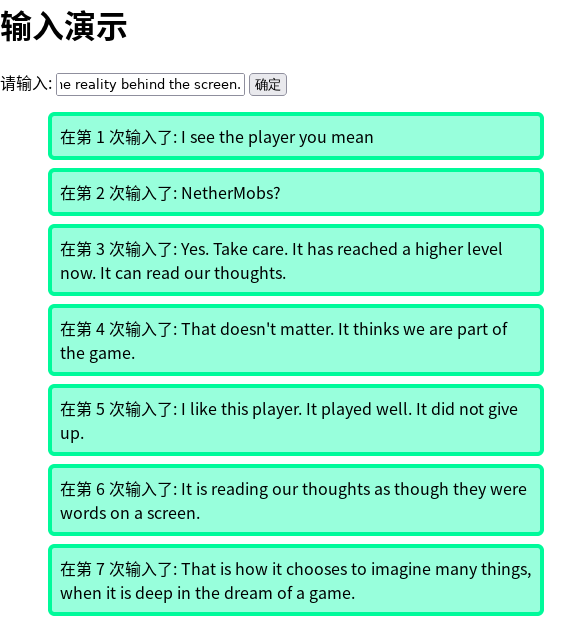 输入演示
请输入: e reality behind the screen. 确定
在第 1 次输入了: I see the player you mean
在第 2 次输入了: NetherMobs?
在第 3 次输入了: Yes. Take care. It has reached a higher level
now. It can read our thoughts.
在第 4 次输入了: That doesn't matter. It thinks we are part of
the game.
在第 5 次输入了: I like this player. It played well. It did not give
up.
在第 6 次输入了: It is reading our thoughts as though they were
words on a screen.
在第 7 次输入了: That is how it chooses to imagine many things,
when it is deep in the dream of a game.